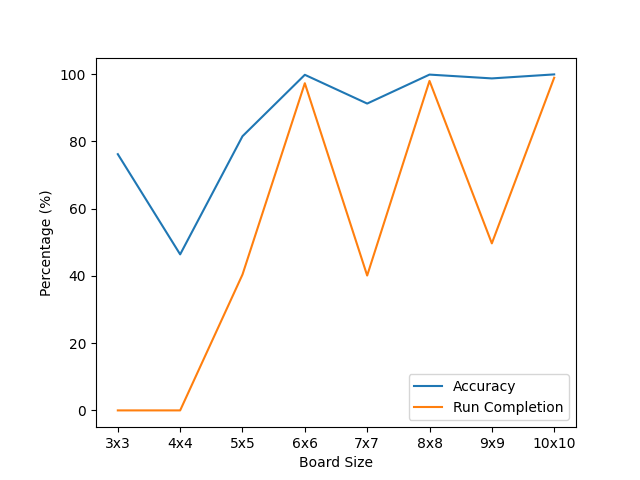 100
80
60
40
20
0
Percentage (%)
Accuracy
Run Completion
3x3 4x4 5x5 6x6 7x7 8x8 9x9 10x10
Board Size